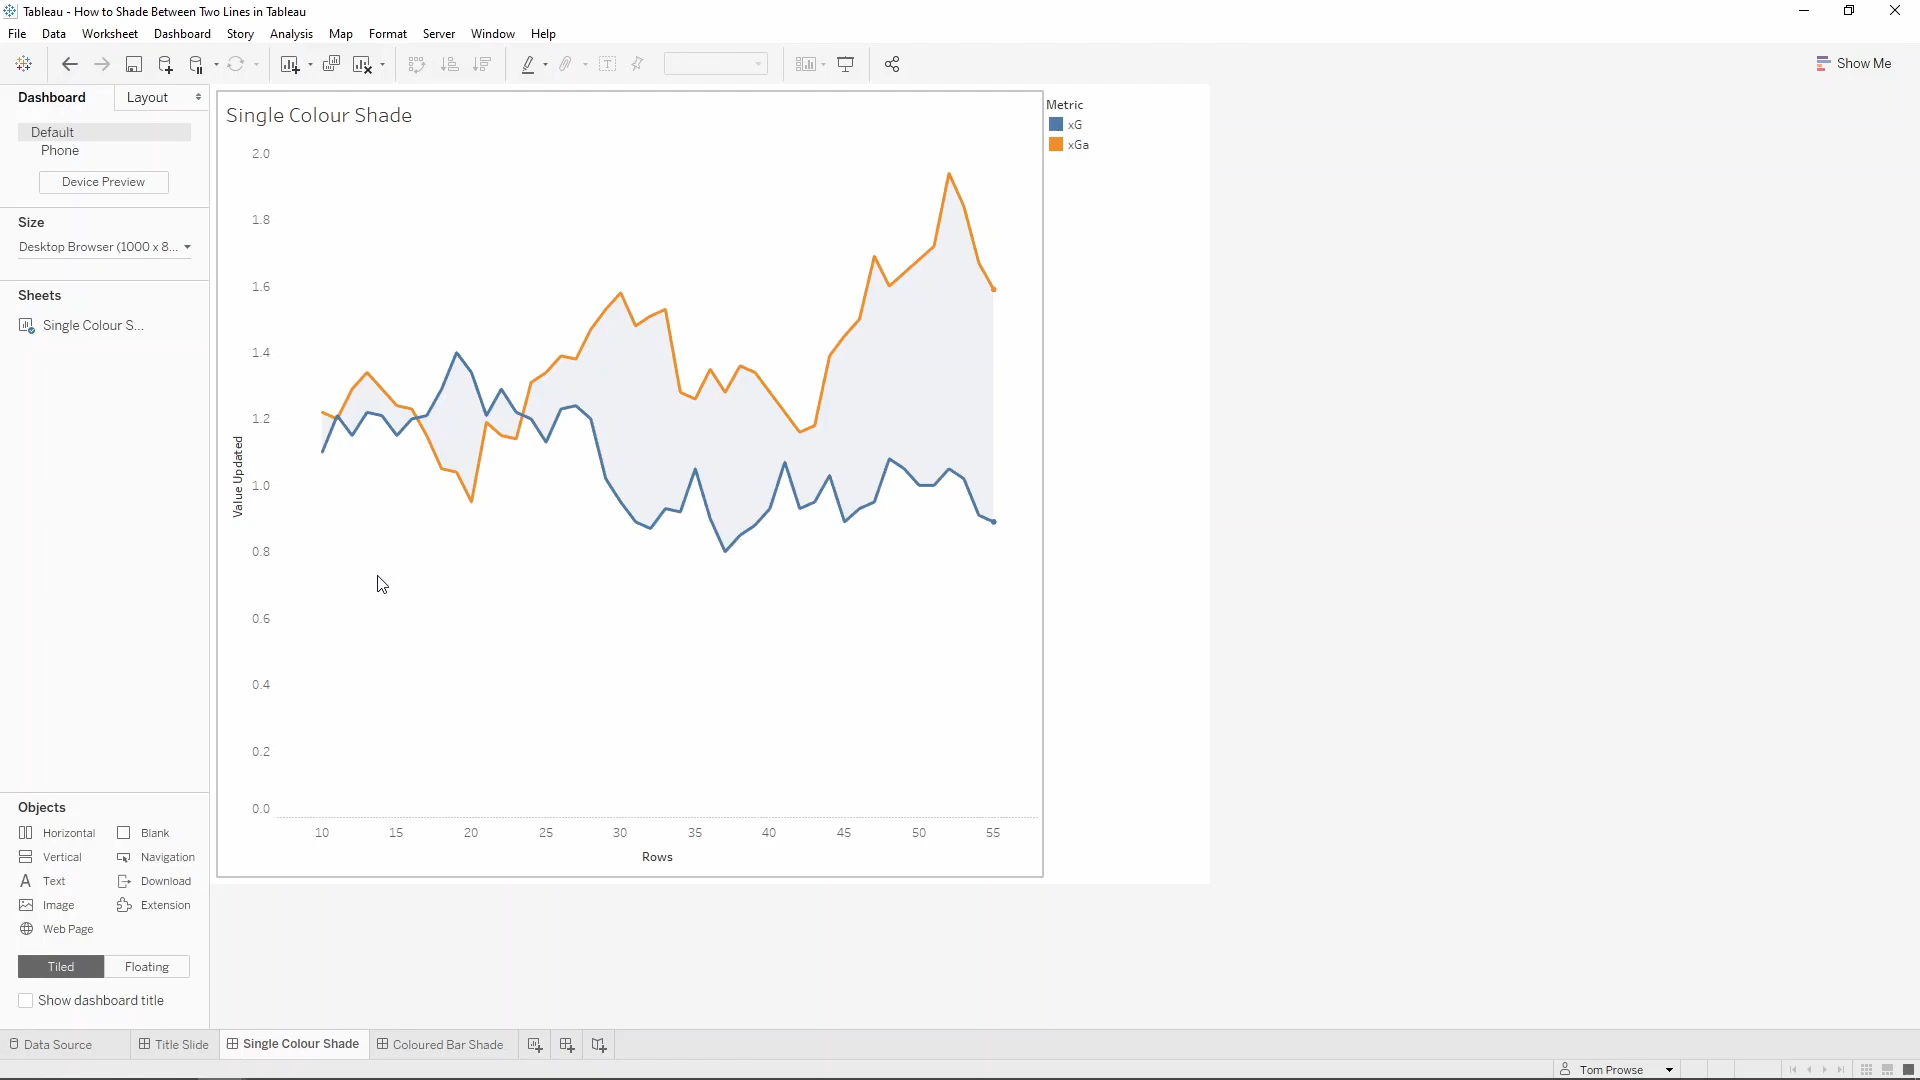 Tableau - How to Shade Between Two Lines in Tableau
File Data Worksheet Dashboard Story Analysis Map Format Server Window Help
Show Me
Dashboard Layout
Default
Phone
Device Preview
Size
Desktop Browser (1000 x 8...
Sheets
Single Colour S...
Objects
Horizontal Blank
Vertical Navigation
Text Download
Image Extension
Web Page
Tiled Floating
Show dashboard title
Single Colour Shade
2.0
1.8
1.6
1.4
1.2
1.0
0.8
0.6
0.4
0.2
0.0
Value Updated
10 15 20 25 30 35 40 45 50 55
Rows
Metric
xG
xGa
Data Source Title Slide Single Colour Shade Coloured Bar Shade
Tom Prowse